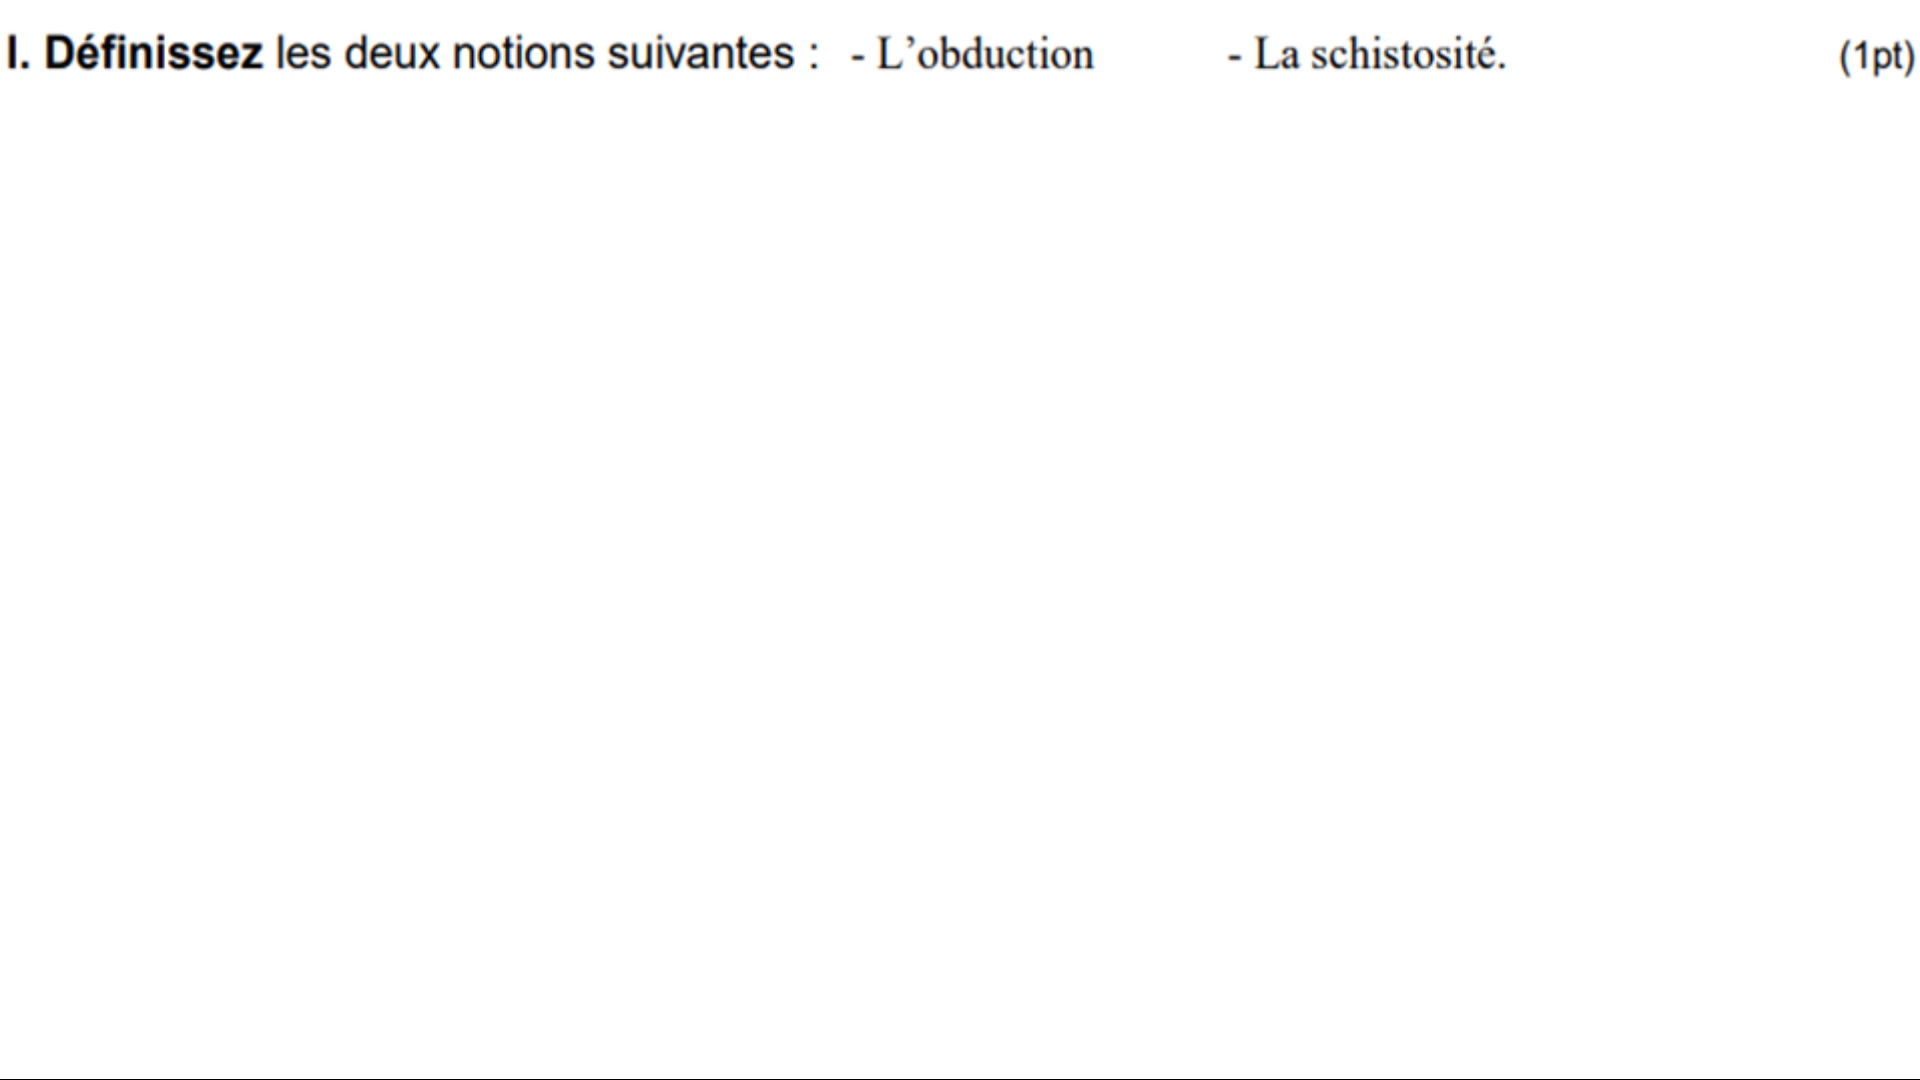 I. Définissez les deux notions suivantes : - L’obduction - La schistosité. (1pt)